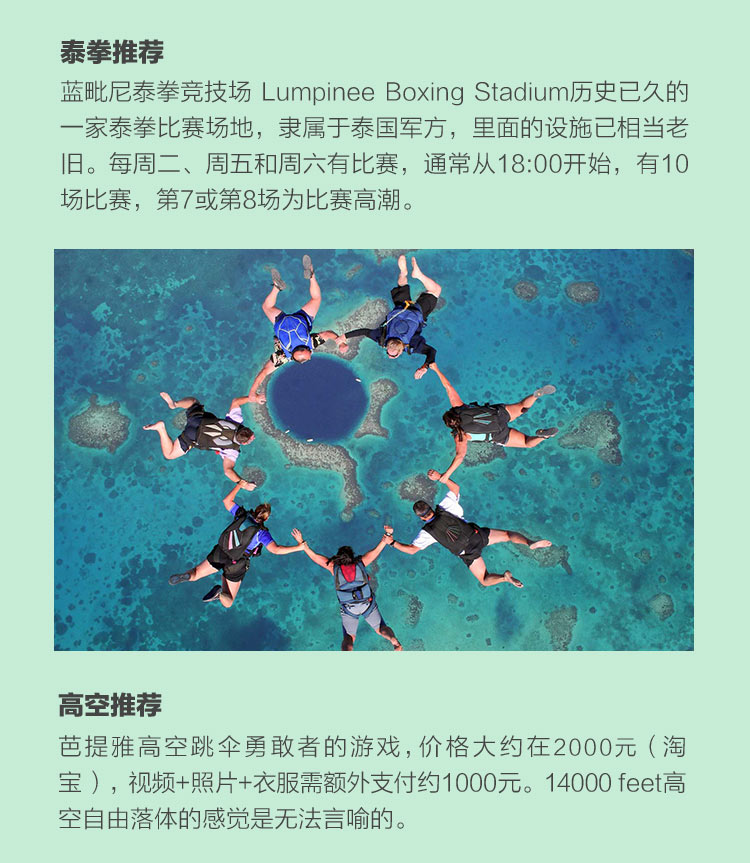 泰拳推荐
蓝毗尼泰拳竞技场 Lumpinee Boxing Stadium历史已久的
一家泰拳比赛场地，隶属于泰国军方，里面的设施已相当老
旧。每周二、周五和周六有比赛，通常从18:00开始，有10
场比赛，第7或第8场为比赛高潮。
高空推荐
芭提雅高空跳伞勇敢者的游戏，价格大约在2000元（淘
宝），视频+照片+衣服需额外支付约1000元。14000 feet高
空自由落体的感觉是无法言喻的。